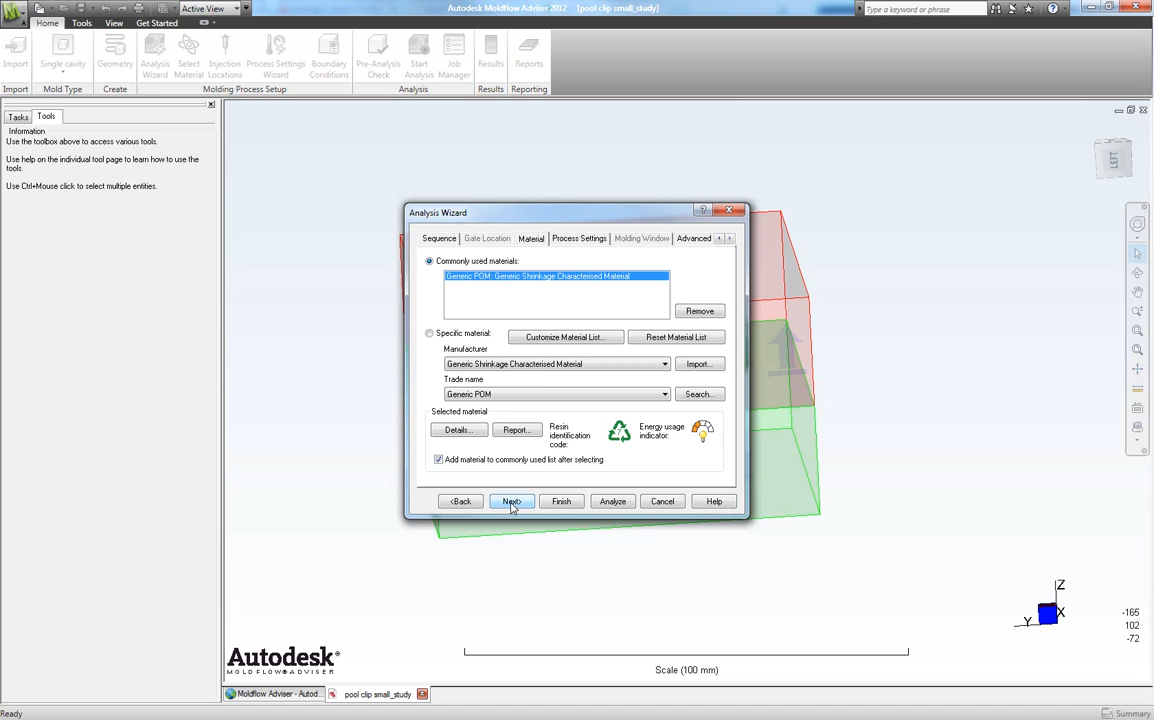 Active View
Autodesk Moldflow Adviser 2012   [pool clip small_study]
Type a keyword or phrase
Home Tools View Get Started
Import Single cavity Geometry Analysis Wizard Select Material Injection Locations Process Settings Wizard Boundary Conditions Pre-Analysis Check Start Analysis Job Manager Results Reports
Import Mold Type Create Molding Process Setup Analysis Results Reporting
Tasks Tools
Information
Use the toolbox above to access various tools.
Use help on the individual tool page to learn how to use the
tools.
Use Ctrl+Mouse click to select multiple entities.
LEFT
Analysis Wizard
Sequence Gate Location Material Process Settings Molding Window Advanced
Commonly used materials:
Generic POM: Generic Shrinkage Characterised Material
Remove
Specific material: Customize Material List... Reset Material List
Manufacturer
Generic Shrinkage Characterised Material Import...
Trade name
Generic POM Search...
Selected material
Details... Report... Resin
identification
code:
7
Energy usage
indicator:
Add material to commonly used list after selecting
<Back Next> Finish Analyze Cancel Help
Z
Y X
-165
102
-72
Autodesk®
MOLDFLOW® ADVISER
Scale (100 mm)
Moldflow Adviser - Autod... pool clip small_study
Ready Summary